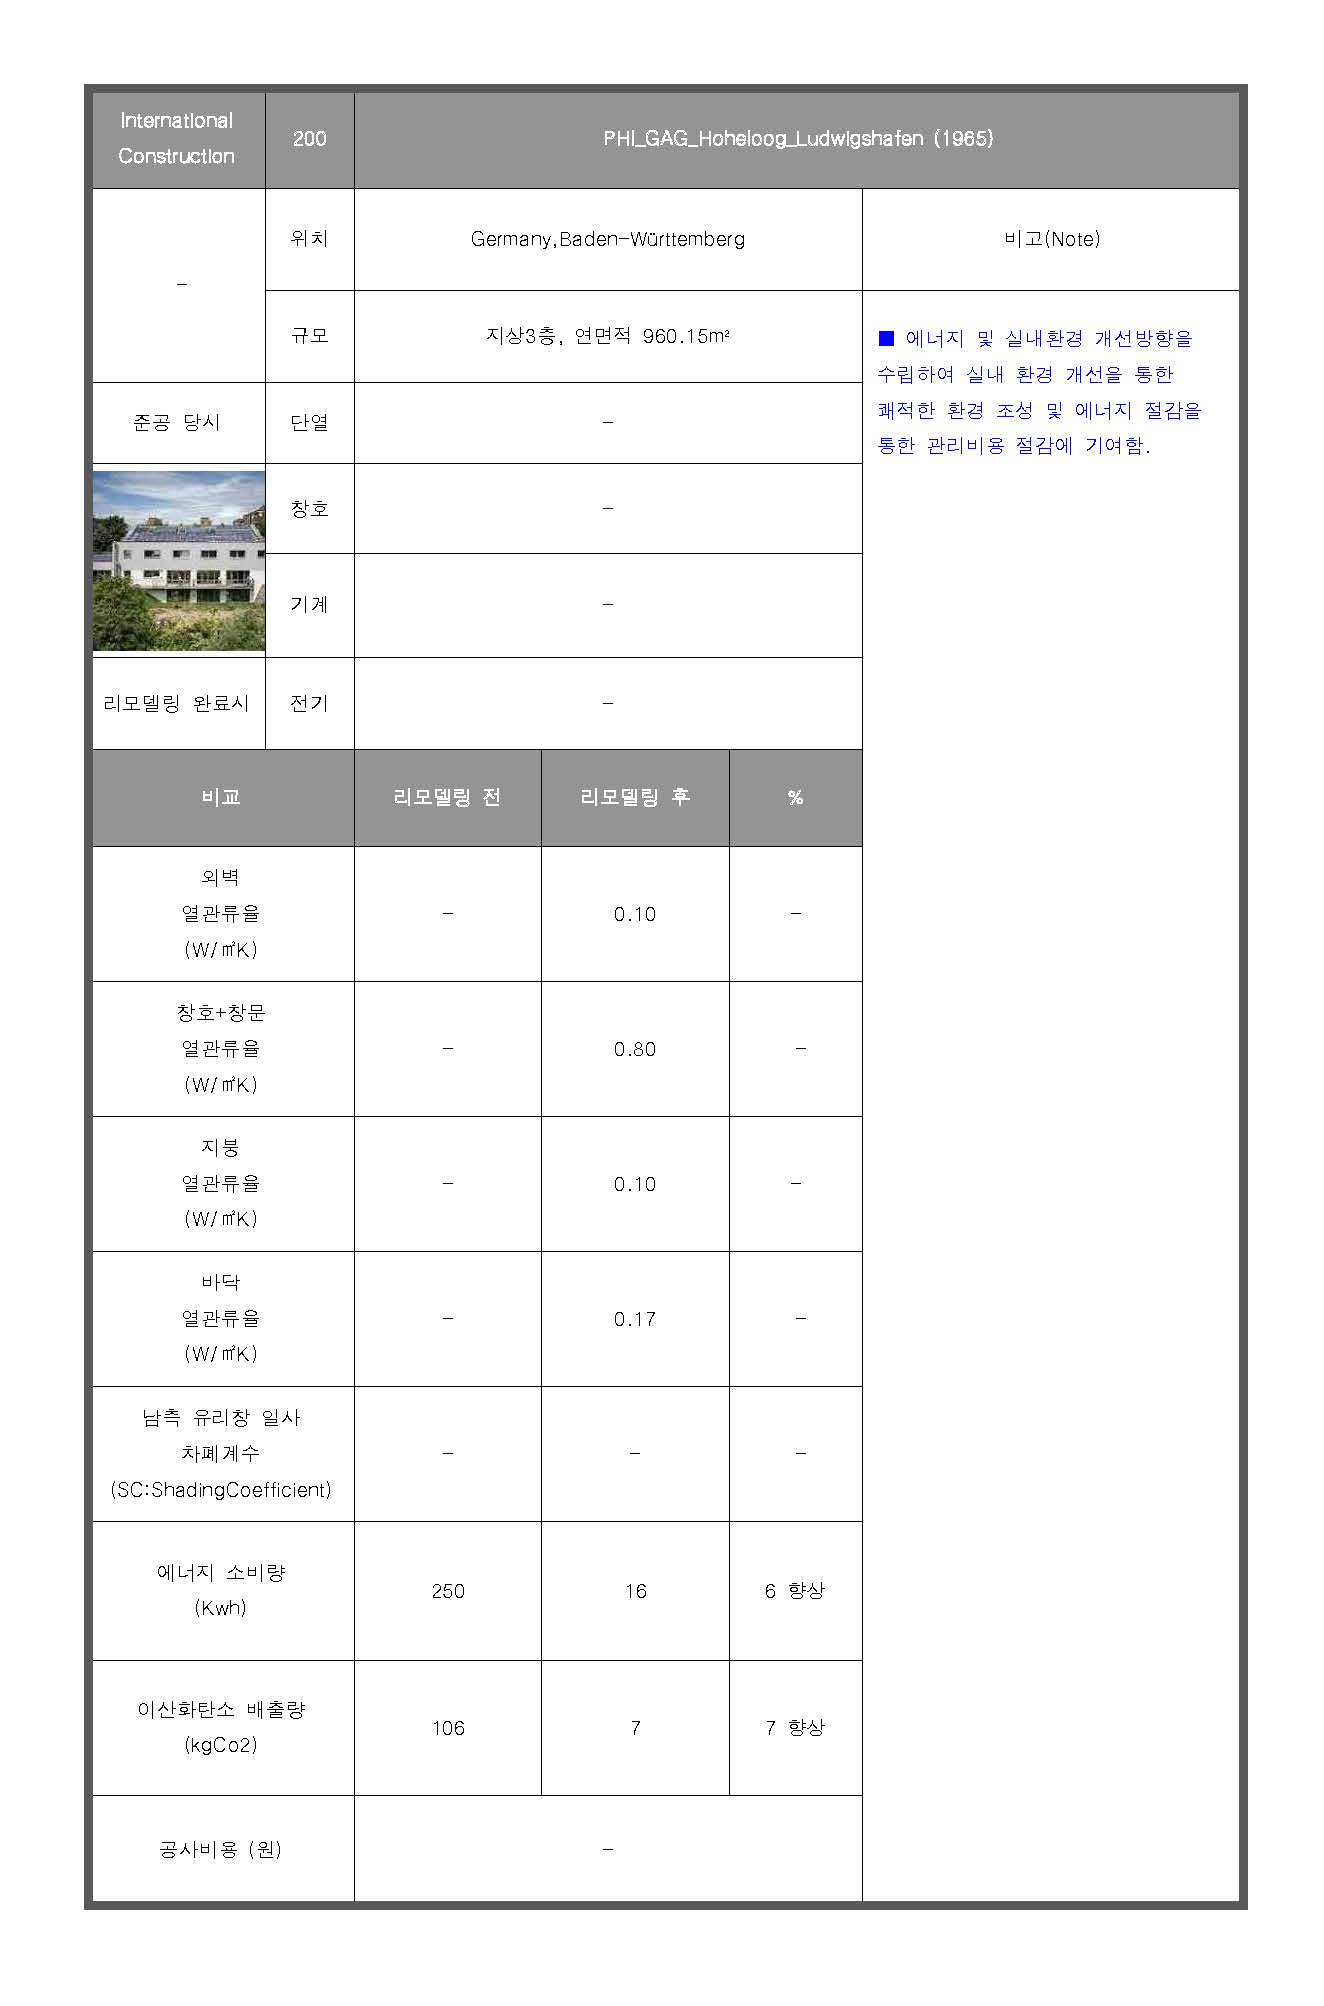 International
Construction
200
PHI_GAG_Hoheloog_Ludwigshafen (1965)
-
위치
Germany,Baden-Württemberg
비고(Note)
규모
지상3층, 연면적 960.15m²
■ 에너지 및 실내환경 개선방향을
수립하여 실내 환경 개선을 통한
쾌적한 환경 조성 및 에너지 절감을
통한 관리비용 절감에 기여함.
준공 당시
단열
-
창호
-
기계
-
리모델링 완료시
전기
-
비교
리모델링 전
리모델링 후
%
외벽
열관류율
(W/㎡K)
-
0.10
-
창호+창문
열관류율
(W/㎡K)
-
0.80
-
지붕
열관류율
(W/㎡K)
-
0.10
-
바닥
열관류율
(W/㎡K)
-
0.17
-
남측 유리창 일사
차폐계수
(SC:ShadingCoefficient)
-
-
-
에너지 소비량
(Kwh)
250
16
6 향상
이산화탄소 배출량
(kgCo2)
106
7
7 향상
공사비용 (원)
-